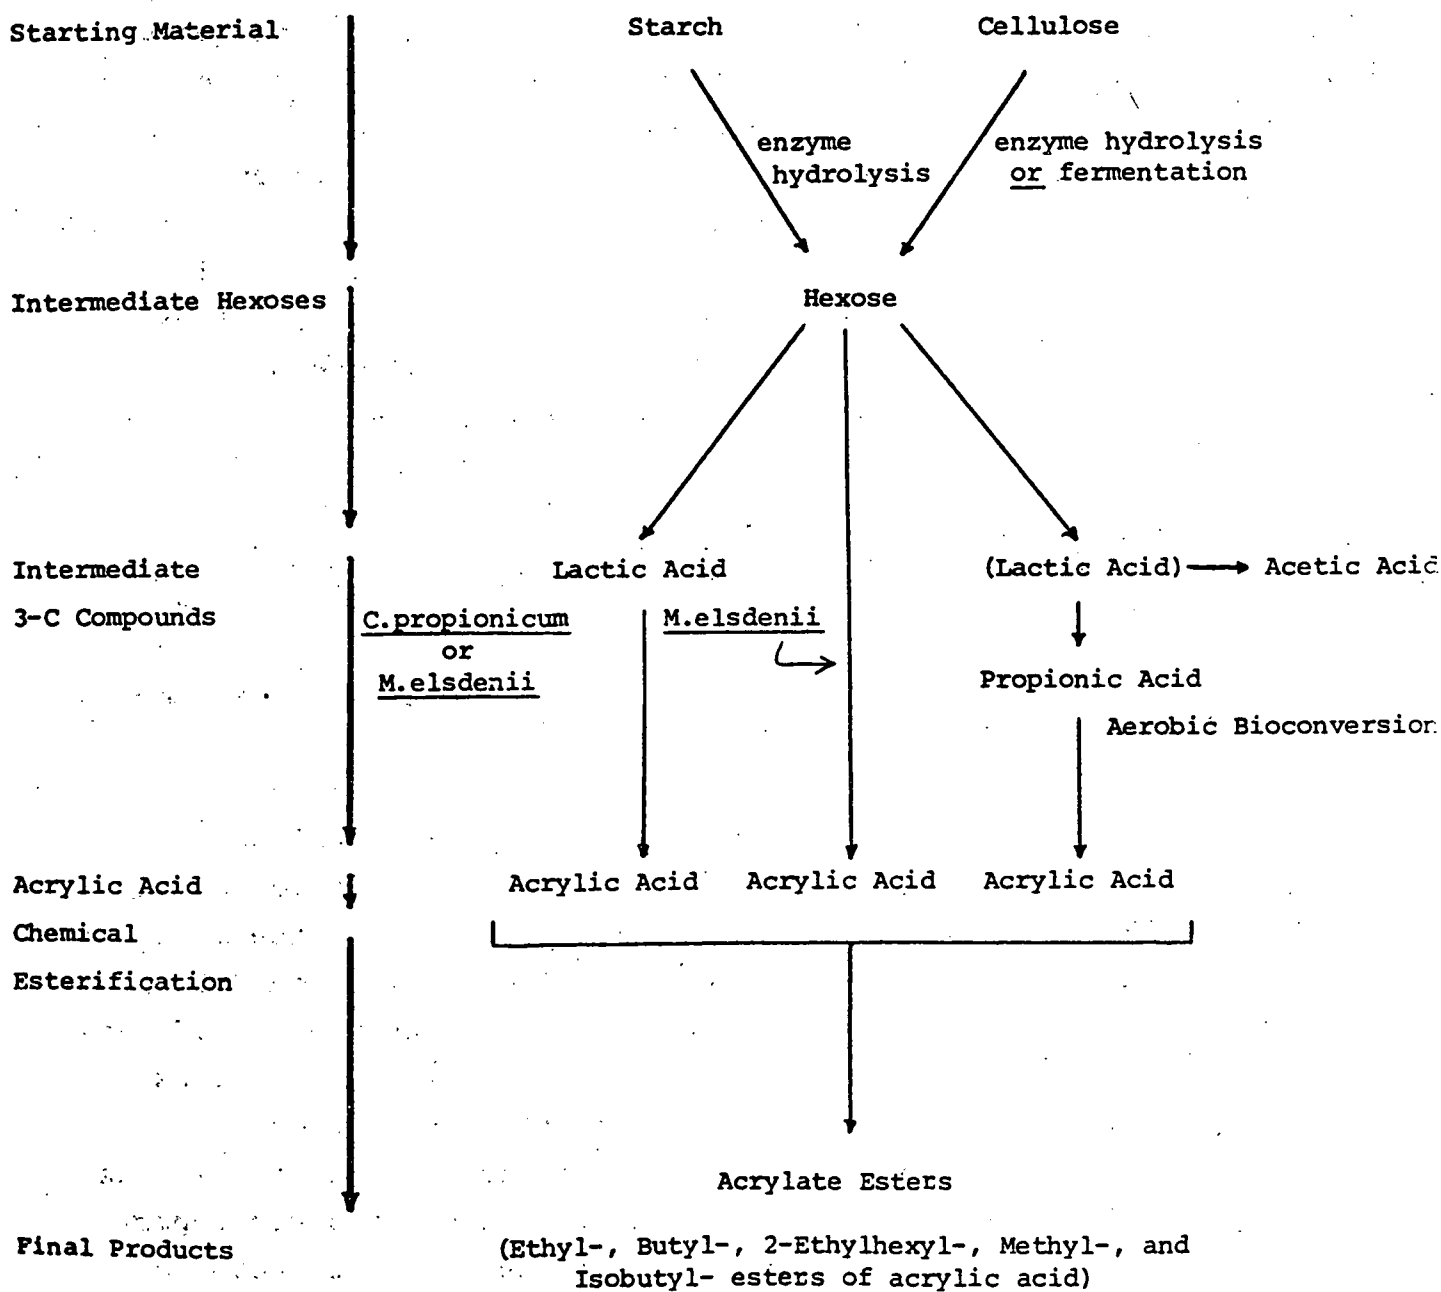 Starting Material
Starch
Cellulose
enzyme
hydrolysis
enzyme hydrolysis
or fermentation
Intermediate Hexoses
Hexose
Intermediate
3-C Compounds
Lactic Acid
(Lactic Acid)
Acetic Acid
C.propionicum
or
M.elsdenii
M.elsdenii
Propionic Acid
Aerobic Bioconversion
Acrylic Acid
Acrylic Acid
Acrylic Acid
Acrylic Acid
Chemical
Esterification
Acrylate Esters
Final Products
(Ethyl-, Butyl-, 2-Ethylhexyl-, Methyl-, and
Isobutyl- esters of acrylic acid)